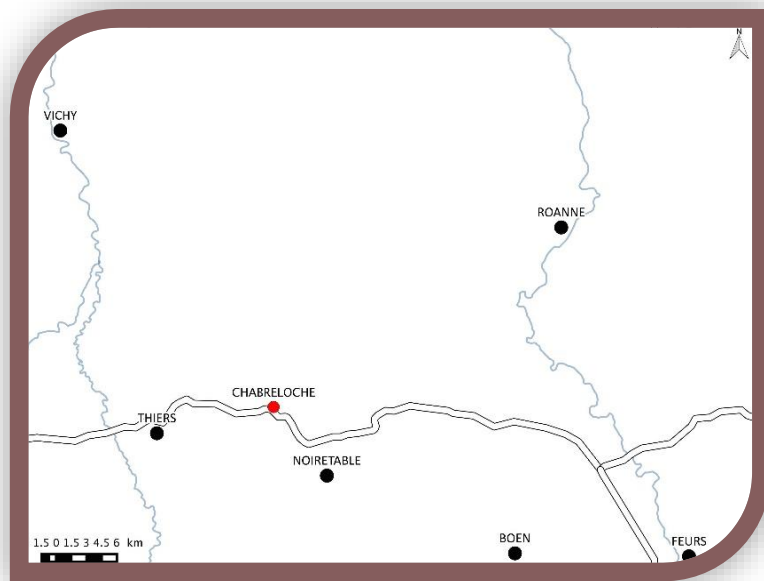 N
VICHY
ROANNE
CHABRELOCHE
THIERS
NOIRETABLE
1.5 0 1.5 3 4.5 6 km
BOEN
FEURS